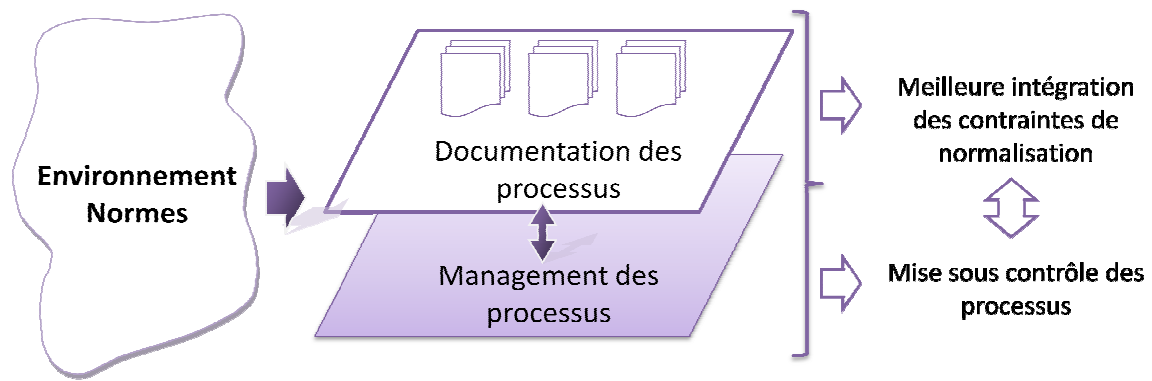 Environnement
Normes
Documentation des
processus
Management des
processus
Meilleure intégration
des contraintes de
normalisation
Mise sous contrôle des
processus